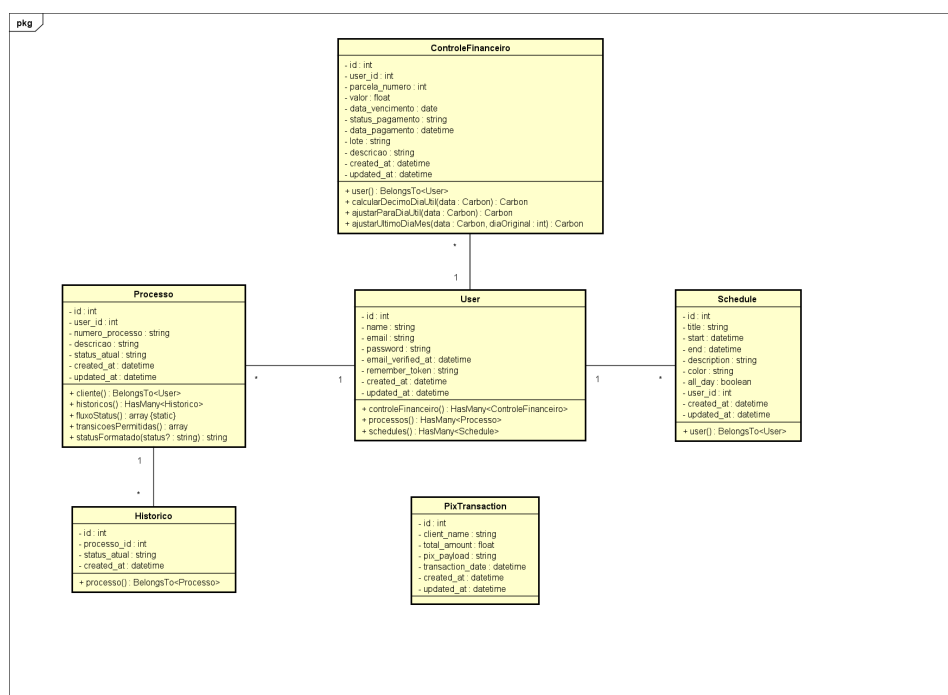 pkg
ControleFinanceiro
- id : int
- user_id : int
- parcela_numero : int
- valor : float
- data_vencimento : date
- status_pagamento : string
- data_pagamento : datetime
- lote : string
- descricao : string
- created_at : datetime
- updated_at : datetime
+ user() : BelongsTo<User>
+ calcularDecimoDiaUtil(data : Carbon) : Carbon
+ ajustarParaDiaUtil(data : Carbon) : Carbon
+ ajustarUltimoDiaMes(data : Carbon, diaOriginal : int) : Carbon
*
1
Processo
- id : int
- user_id : int
- numero_processo : string
- descricao : string
- status_atual : string
- created_at : datetime
- updated_at : datetime
+ cliente() : BelongsTo<User>
+ historicos() : HasMany<Historico>
+ fluxoStatus() : array {static}
+ transicoesPermitidas() : array
+ statusFormatado(status? : string) : string
*
1
User
- id : int
- name : string
- email : string
- password : string
- email_verified_at : datetime
- remember_token : string
- created_at : datetime
- updated_at : datetime
+ controleFinanceiro() : HasMany<ControleFinanceiro>
+ processos() : HasMany<Processo>
+ schedules() : HasMany<Schedule>
1
*
Schedule
- id : int
- title : string
- start : datetime
- end : datetime
- description : string
- color : string
- all_day : boolean
- user_id : int
- created_at : datetime
- updated_at : datetime
+ user() : BelongsTo<User>
1
*
Historico
- id : int
- processo_id : int
- status_atual : string
- created_at : datetime
+ processo() : BelongsTo<Processo>
PixTransaction
- id : int
- client_name : string
- total_amount : float
- pix_payload : string
- transaction_date : datetime
- created_at : datetime
- updated_at : datetime